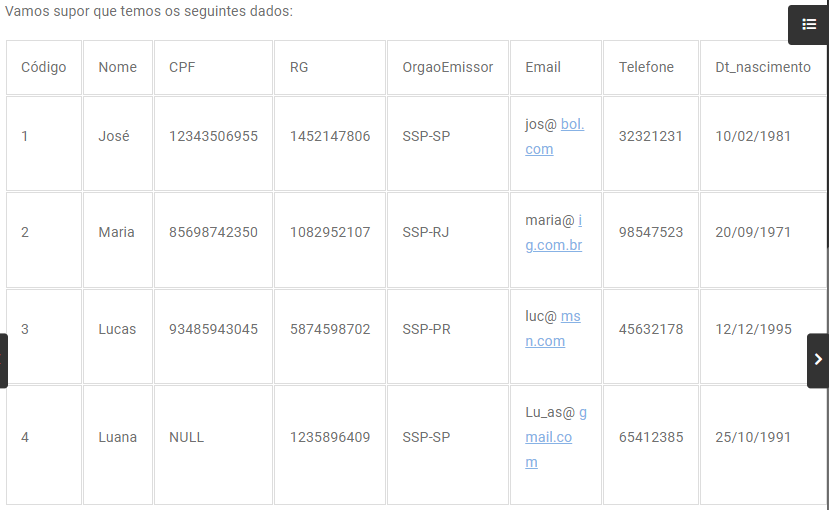 Vamos supor que temos os seguintes dados:
Código Nome CPF RG OrgaoEmissor Email Telefone Dt_nascimento
1 José 12343506955 1452147806 SSP-SP jos@ bol.com 32321231 10/02/1981
2 Maria 85698742350 1082952107 SSP-RJ maria@ ig.com.br 98547523 20/09/1971
3 Lucas 93485943045 5874598702 SSP-PR luc@ msn.com 45632178 12/12/1995
4 Luana NULL 1235896409 SSP-SP Lu_as@ gmail.com 65412385 25/10/1991